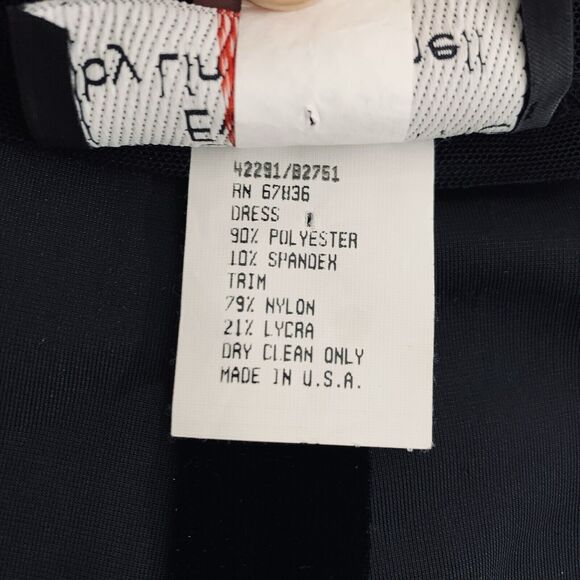 42291/B2751
RN 67836
DRESS
90% POLYESTER
10% SPANDEX
TRIM
79% NYLON
21% LYCRA
DRY CLEAN ONLY
MADE IN U.S.A.